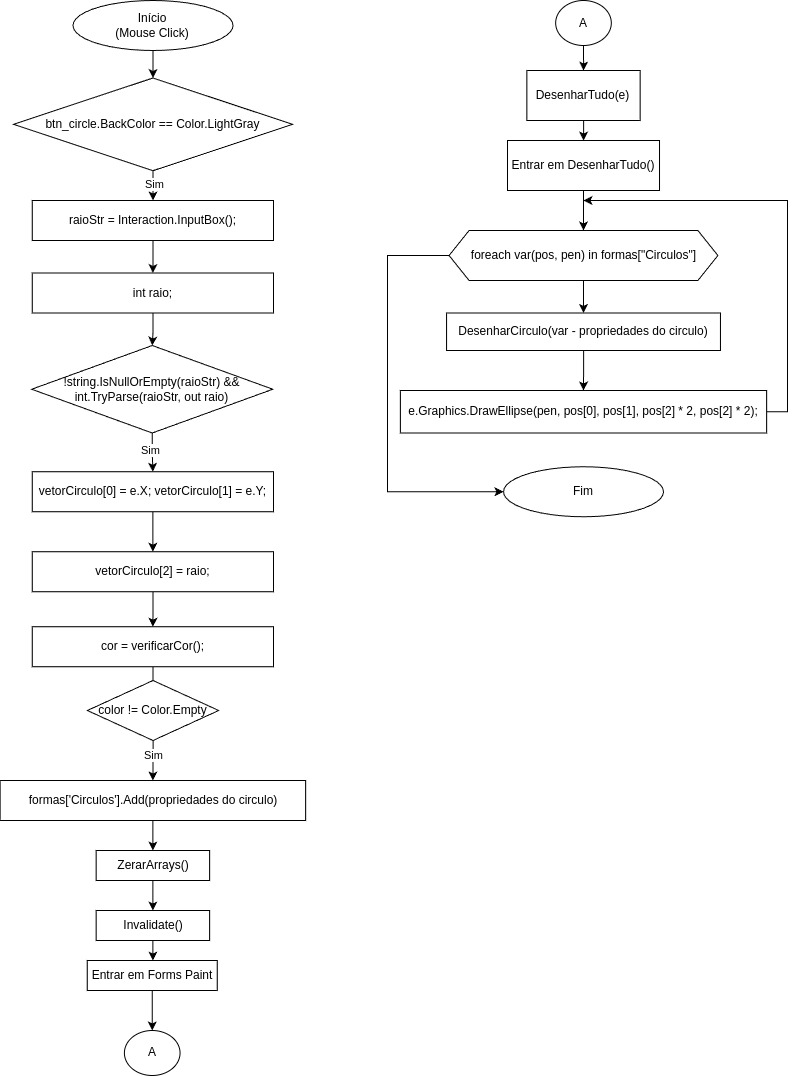 Início
(Mouse Click)
btn_circle.BackColor == Color.LightGray
Sim
raioStr = Interaction.InputBox();
int raio;
!string.IsNullOrEmpty(raioStr) &&
int.TryParse(raioStr, out raio)
Sim
vetorCirculo[0] = e.X; vetorCirculo[1] = e.Y;
vetorCirculo[2] = raio;
cor = verificarCor();
color != Color.Empty
Sim
formas['Circulos'].Add(propriedades do circulo)
ZerarArrays()
Invalidate()
Entrar em Forms Paint
A
A
DesenharTudo(e)
Entrar em DesenharTudo()
foreach var(pos, pen) in formas["Circulos"]
DesenharCirculo(var - propriedades do circulo)
e.Graphics.DrawEllipse(pen, pos[0], pos[1], pos[2] * 2, pos[2] * 2);
Fim